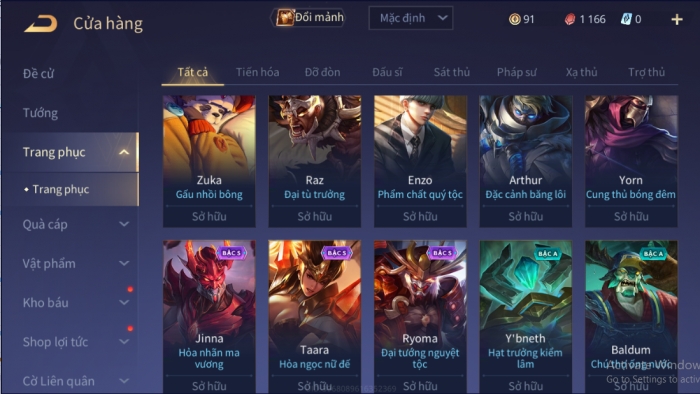 Cửa hàng
Đổi mảnh
Mặc định
91
1 166
0
Đề cử
Tướng
Trang phục
Trang phục
Quà cáp
Vật phẩm
Kho báu
Shop lợi tức
Cờ Liên quân
Tất cả
Tiến hóa
Đỡ đòn
Đấu sĩ
Sát thủ
Pháp sư
Xạ thủ
Trợ thủ
Zuka
Gấu nhồi bông
Sở hữu
Raz
Đại tù trưởng
Sở hữu
Enzo
Phẩm chất quý tộc
Sở hữu
Arthur
Đặc cảnh băng lôi
Sở hữu
Yorn
Cung thủ bóng đêm
Sở hữu
BẬC S
Jinna
Hỏa nhãn ma
vương
Sở hữu
BẬC S
Taara
Hỏa ngọc nữ đế
Sở hữu
BẬC S
Ryoma
Đại tướng nguyệt
tộc
Sở hữu
BẬC A
Y'bneth
Hạt trưởng kiểm
lâm
Sở hữu
BẬC A
Baldum
Chú thợ ống nước
Sở hữu
Activate Window
Go to Settings to activ